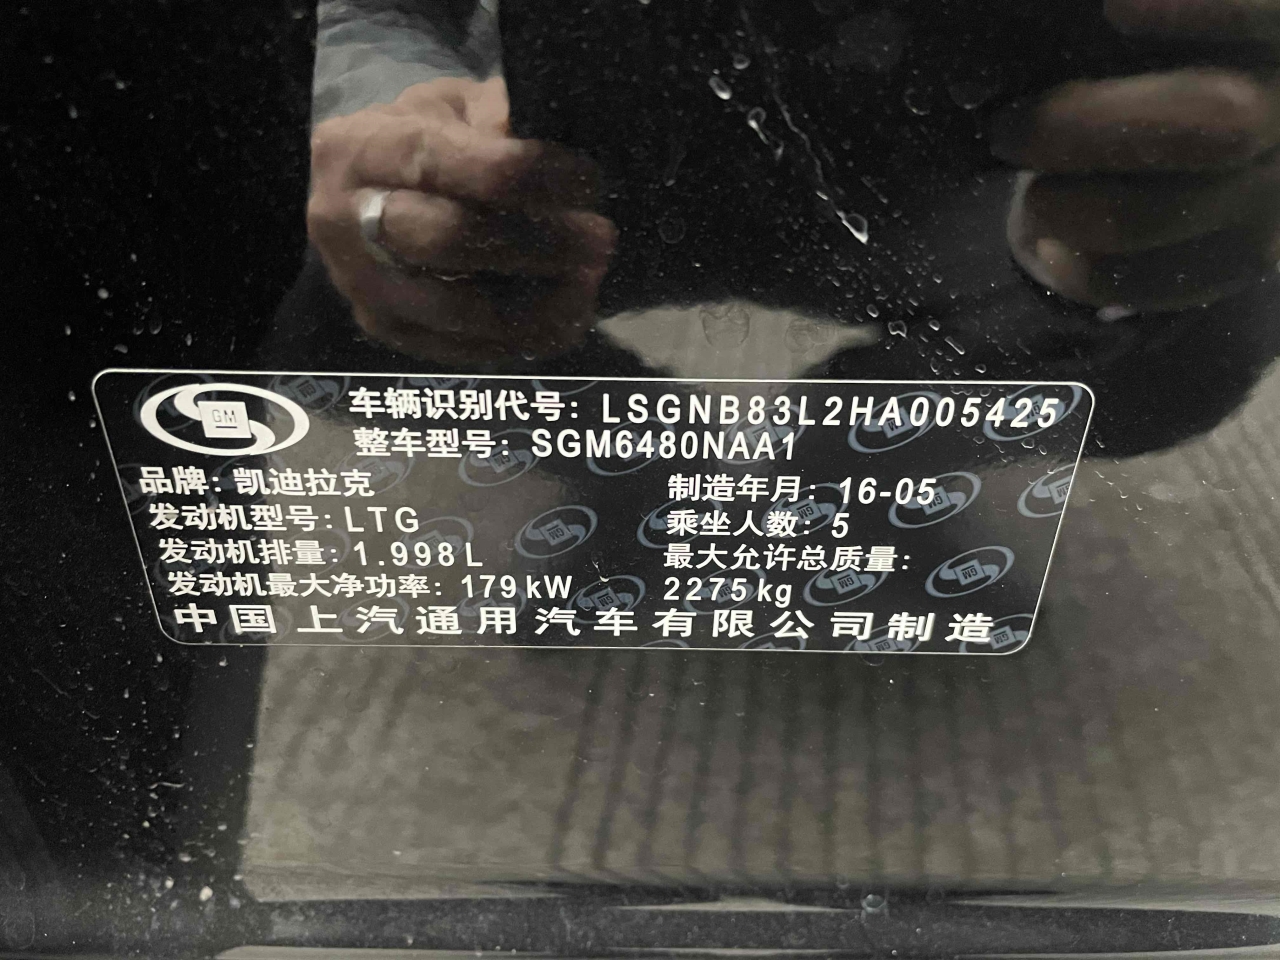 GM
车辆识别代号: LSGNB83L2HA005425
整车型号: SGM6480NAA1
品牌: 凯迪拉克
制造年月: 16-05
发动机型号: LTG
乘坐人数: 5
发动机排量: 1.998L
最大允许总质量:
发动机最大净功率: 179kW
2275kg
中国上汽通用汽车有限公司制造